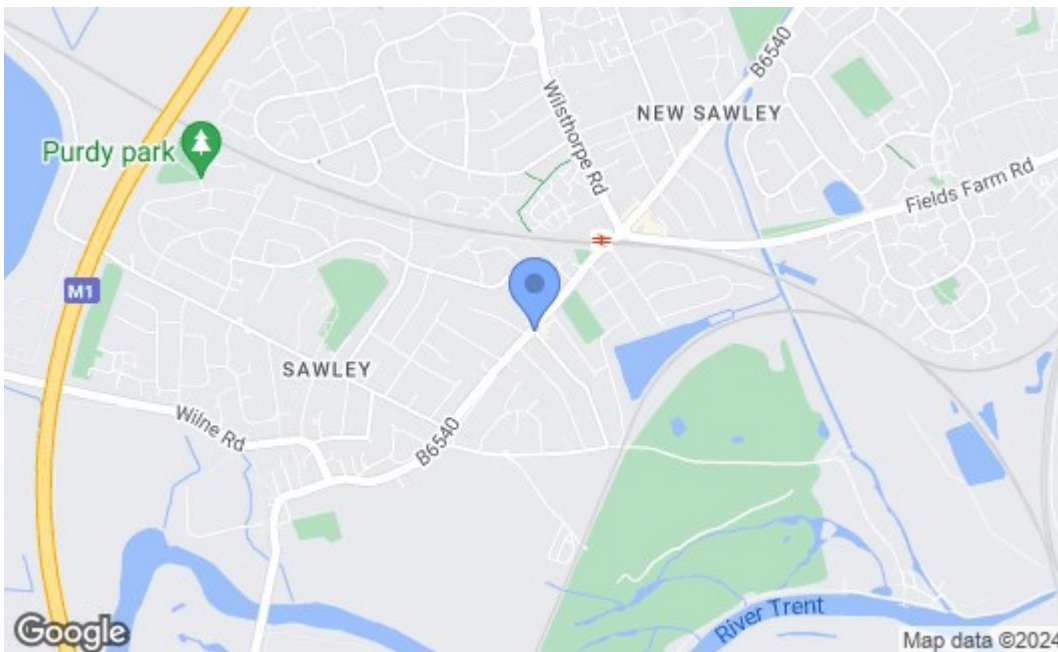 B6540
NEW SAWLEY
Wilsthorpe Rd
Purdy park
Fields Farm Rd
M1
SAWLEY
Wilne Rd
B6540
River Trent
Google
Map data ©2024